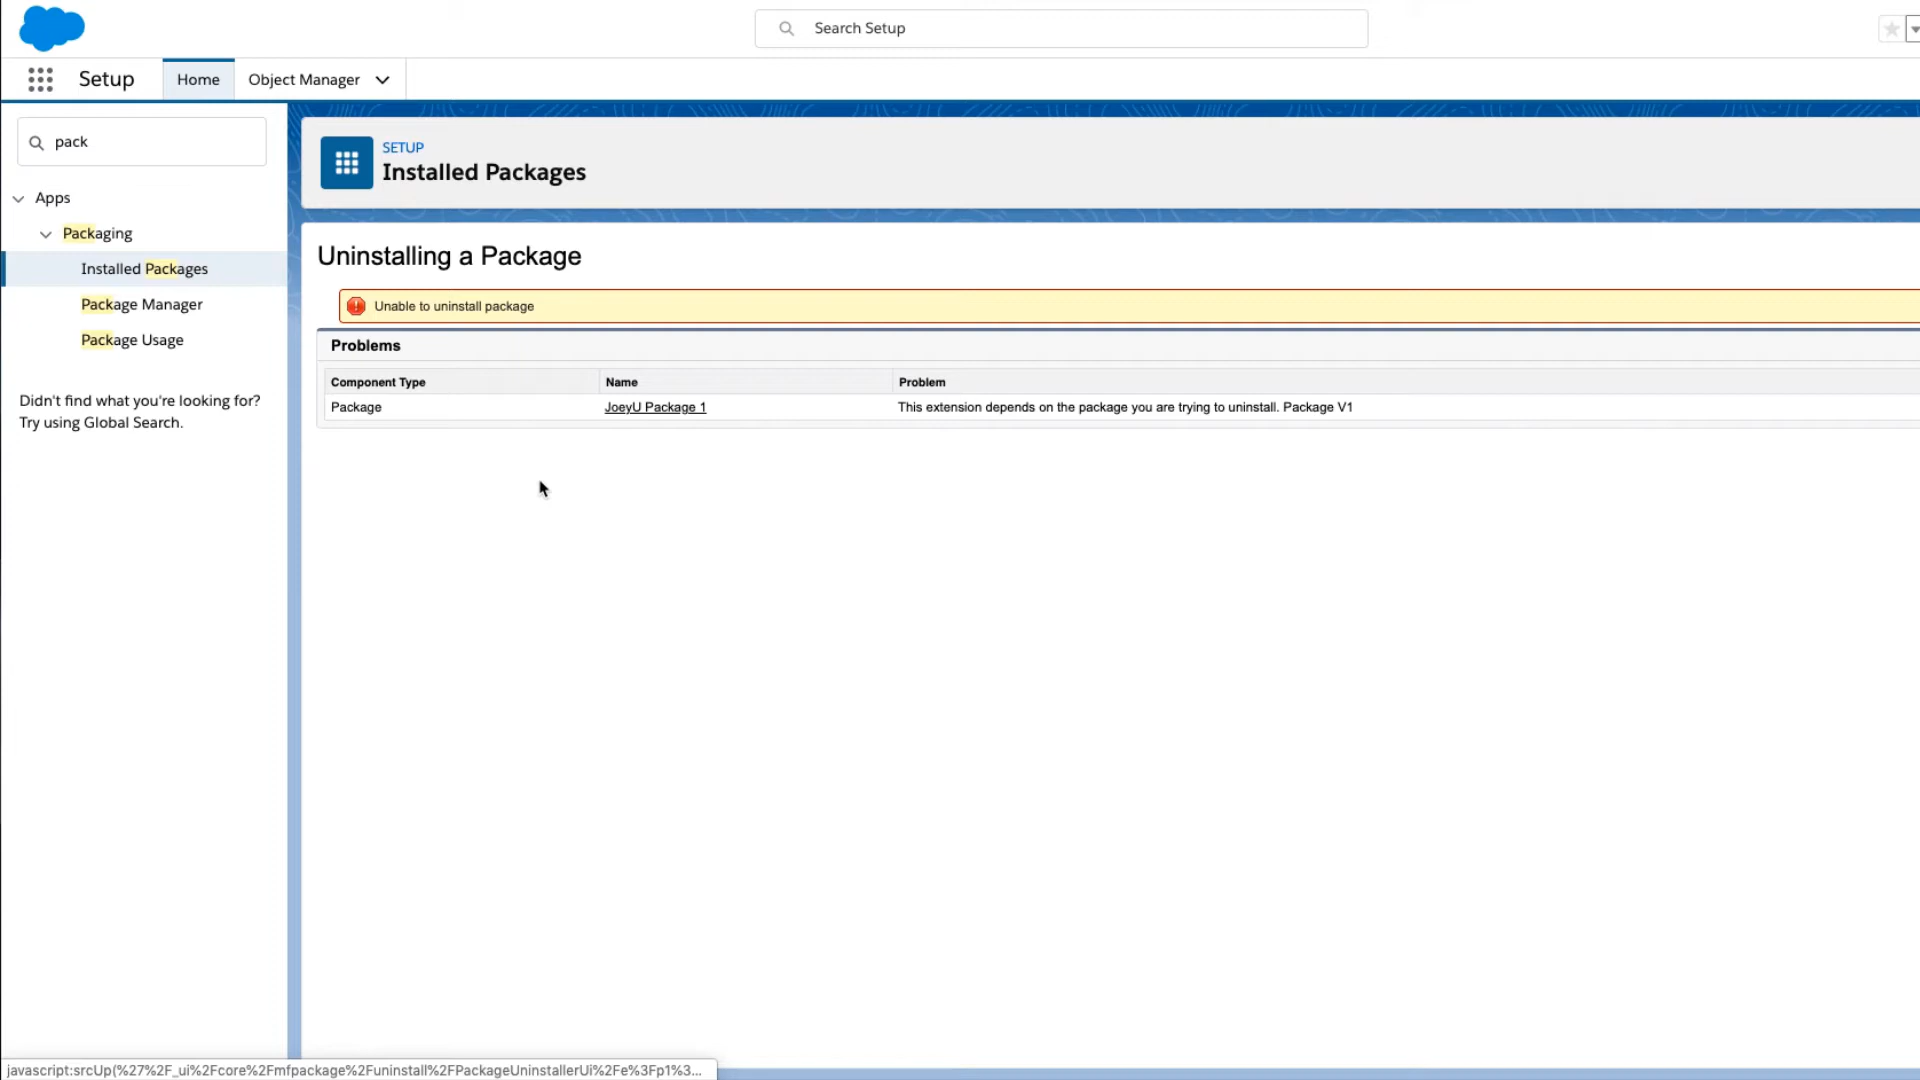 Search Setup
Setup
Home
Object Manager
pack
Apps
Packaging
Installed Packages
Package Manager
Package Usage
Didn't find what you're looking for?
Try using Global Search.
SETUP
Installed Packages
Uninstalling a Package
Unable to uninstall package
Problems
Component Type Name Problem
Package JoeyU Package 1 This extension depends on the package you are trying to uninstall. Package V1
javascript:srcUp(%27%2F_ui%2Fcore%2Fmfpackage%2Funinstall%2FPackageUninstallerUi%2Fe%3Fp1%3...